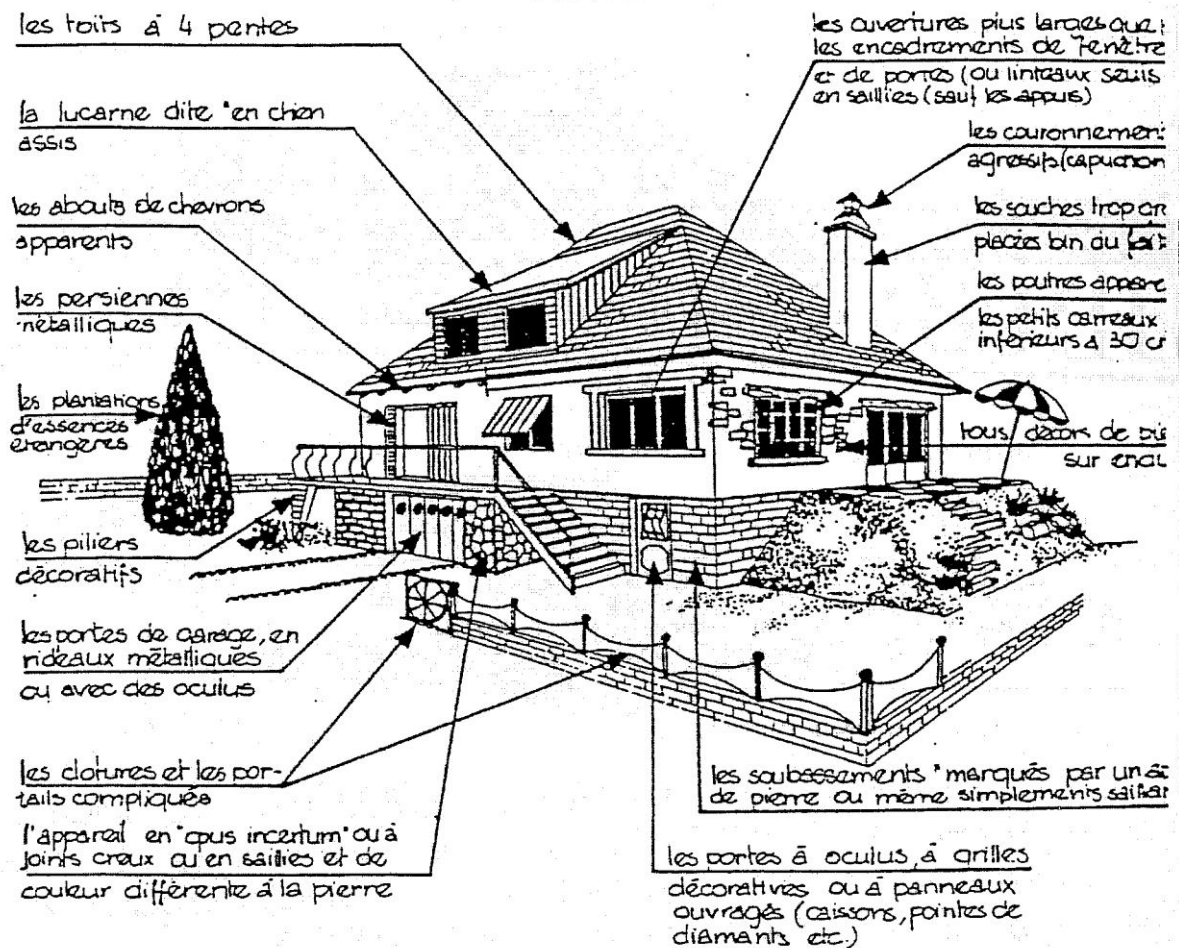 les toits à 4 pentes
la lucarne dite "en chien
assis
les abouts de chevrons
apparents
les persiennes
métalliques
les plantations
d'essences
étrangères
les piliers
décoratifs
les portes de garage, en
rideaux métalliques
ou avec des oculus
les clotures et les por-
tails compliqués
l'appareil en "opus incertum" ou à
joints creux ou en saillies et de
couleur différente à la pierre
les ouvertures plus larges que
les encadrements de fenêtre
et de portes (ou linteaux seuls
en saillies (sauf les appuis)
les couronnement
agressifs (capuchon
les souches trop
placées loin du
les poutres appare
les petits carreaux
inférieurs à 30 cm
tous décors de
sur
les soubassements "marqués par un
de pierre ou même simplements
les portes à oculus, à grilles
décoratives ou à panneaux
ouvragés (caissons, pointes de
diamants etc.)